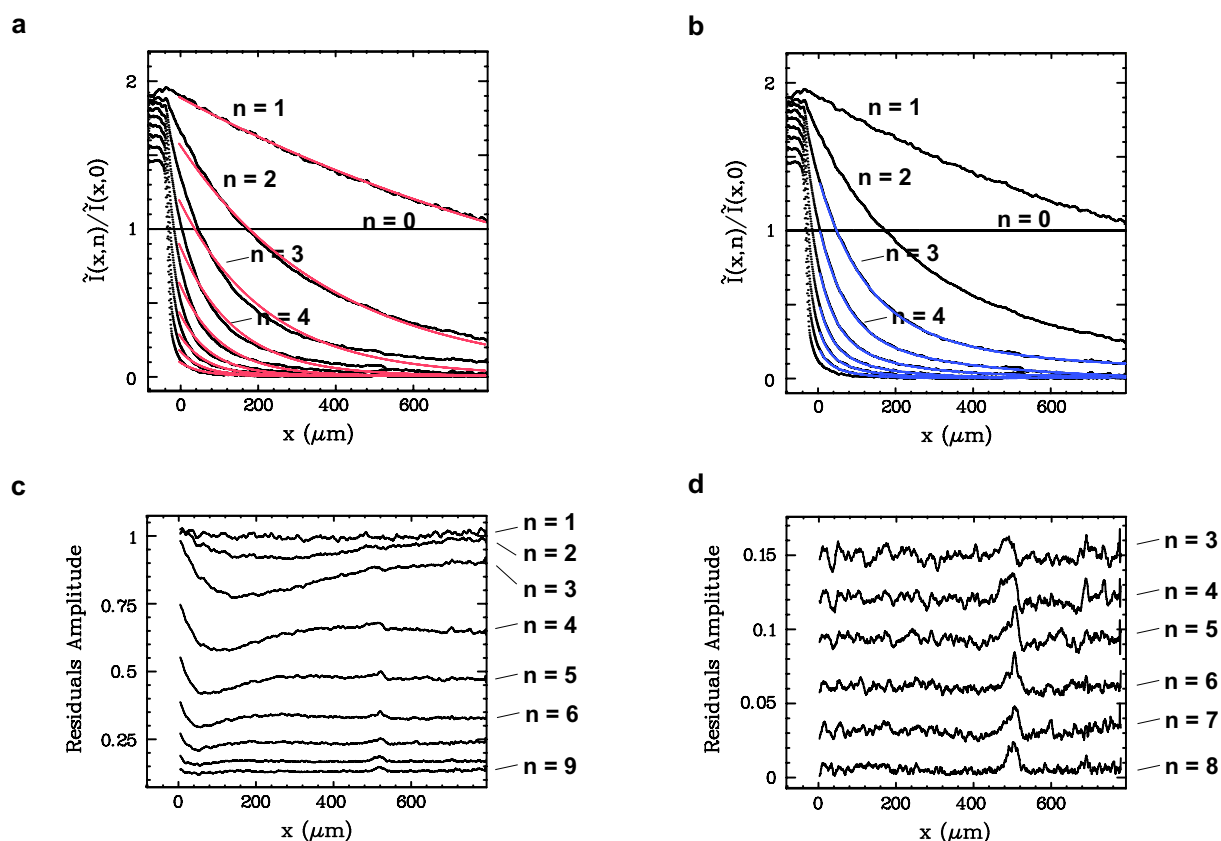 a
2
1
0
Ĩ(x,n)/Ĩ(x,0)
n = 1
n = 2
n = 0
n = 3
n = 4
0 200 400 600
x (μm)
b
2
1
0
Ĩ(x,n)/Ĩ(x,0)
n = 1
n = 2
n = 0
n = 3
n = 4
0 200 400 600
x (μm)
c
1
0.75
0.5
0.25
Residuals Amplitude
n = 1
n = 2
n = 3
n = 4
n = 5
n = 6
n = 9
0 200 400 600
x (μm)
d
0.15
0.1
0.05
0
Residuals Amplitude
n = 3
n = 4
n = 5
n = 6
n = 7
n = 8
0 200 400 600
x (μm)